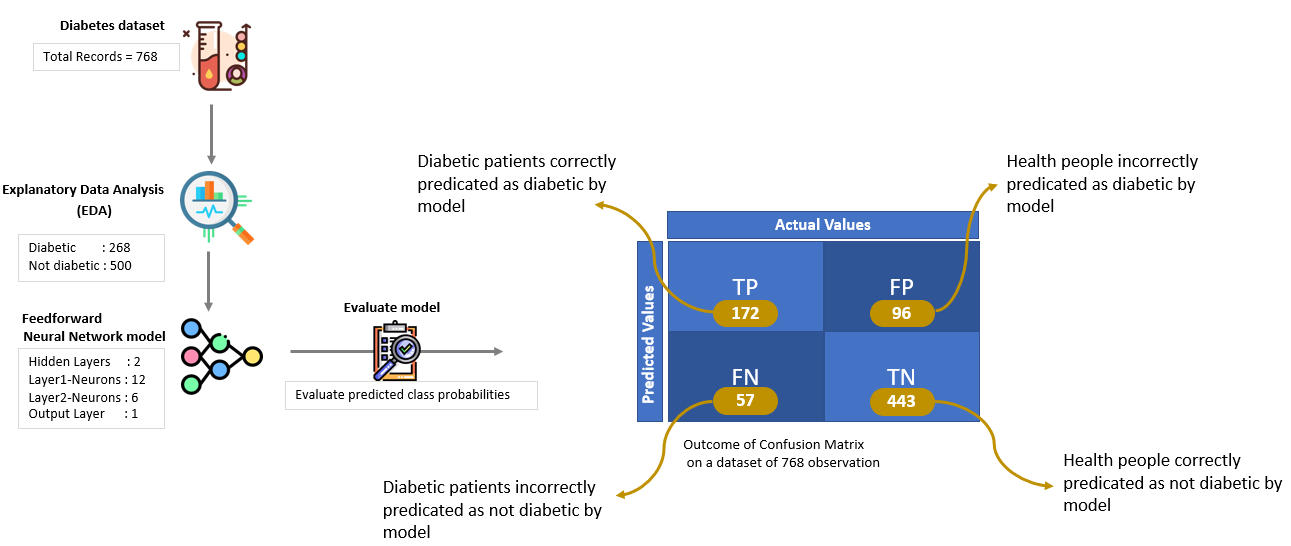 Diabetes dataset
Total Records = 768
Explanatory Data Analysis
(EDA)
Diabetic : 268
Not diabetic : 500
Feedforward
Neural Network model
Hidden Layers : 2
Layer1-Neurons : 12
Layer2-Neurons : 6
Output Layer : 1
Evaluate model
Evaluate predicted class probabilities
Diabetic patients correctly
predicated as diabetic by
model
Health people incorrectly
predicated as diabetic by
model
Actual Values
Predicted Values
TP
172
FP
96
FN
57
TN
443
Outcome of Confusion Matrix
on a dataset of 768 observation
Diabetic patients incorrectly
predicated as not diabetic by
model
Health people correctly
predicated as not diabetic by
model